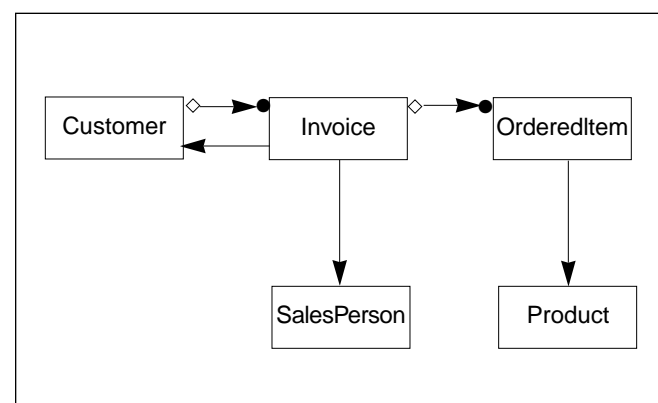 Customer
Invoice
OrderedItem
SalesPerson
Product